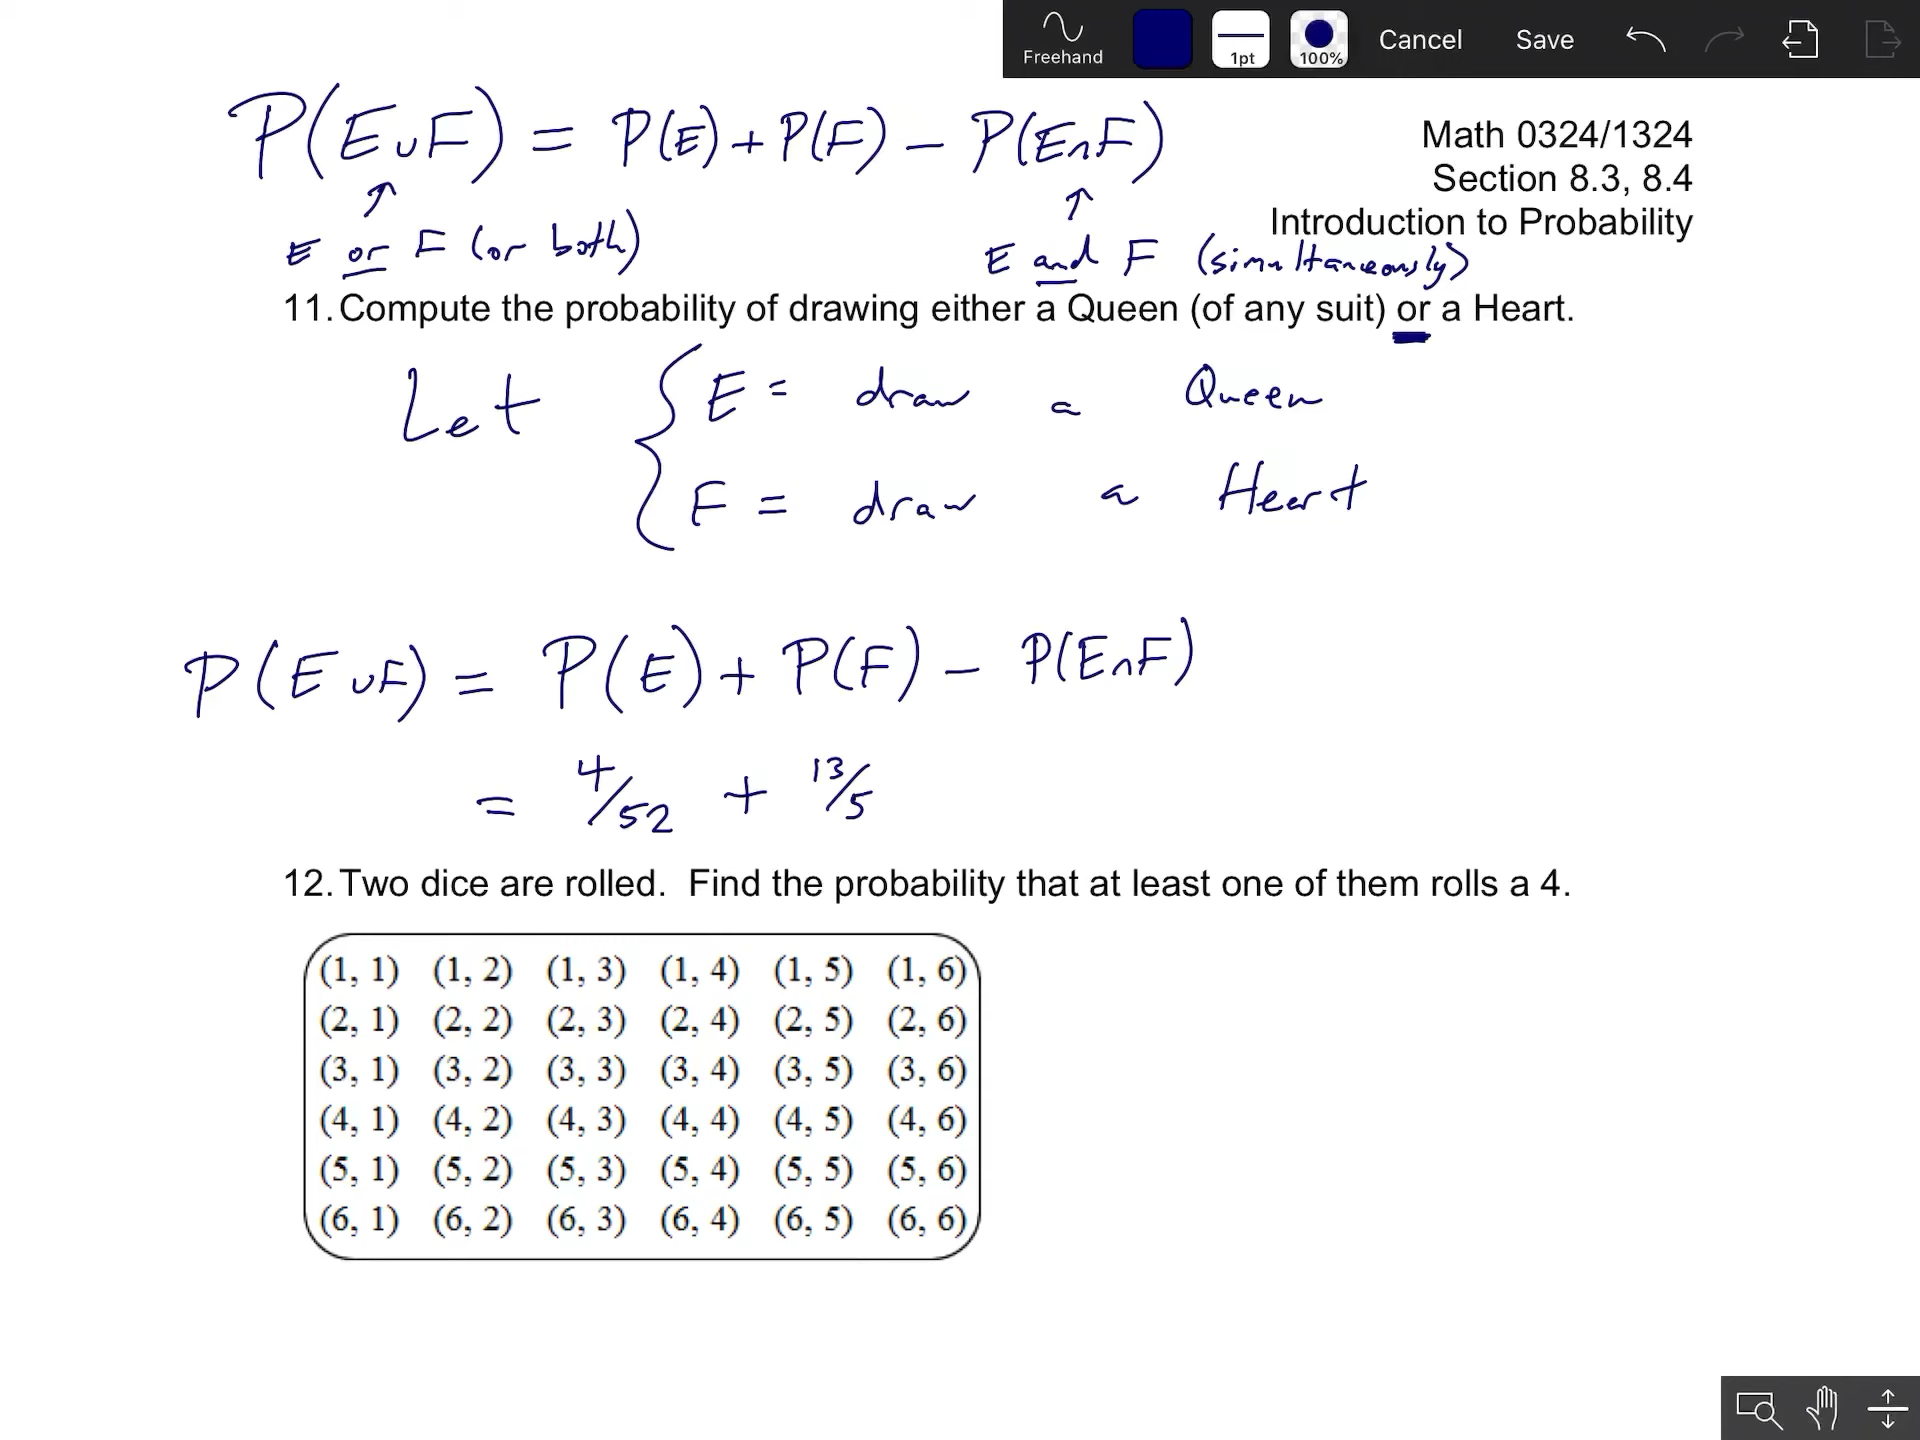 Freehand 1pt 100% Cancel Save
P(E∪F) = P(E) + P(F) − P(E∩F)
Math 0324/1324
Section 8.3, 8.4
Introduction to Probability
↑ ↑
E or F (or both) E and F (simultaneously)
11. Compute the probability of drawing either a Queen (of any suit) or a Heart.
Let { E = draw a Queen
F = draw a Heart
P(E∪F) = P(E) + P(F) − P(E∩F)
= 4/52 + 13/5
12. Two dice are rolled. Find the probability that at least one of them rolls a 4.
(1, 1) (1, 2) (1, 3) (1, 4) (1, 5) (1, 6)
(2, 1) (2, 2) (2, 3) (2, 4) (2, 5) (2, 6)
(3, 1) (3, 2) (3, 3) (3, 4) (3, 5) (3, 6)
(4, 1) (4, 2) (4, 3) (4, 4) (4, 5) (4, 6)
(5, 1) (5, 2) (5, 3) (5, 4) (5, 5) (5, 6)
(6, 1) (6, 2) (6, 3) (6, 4) (6, 5) (6, 6)